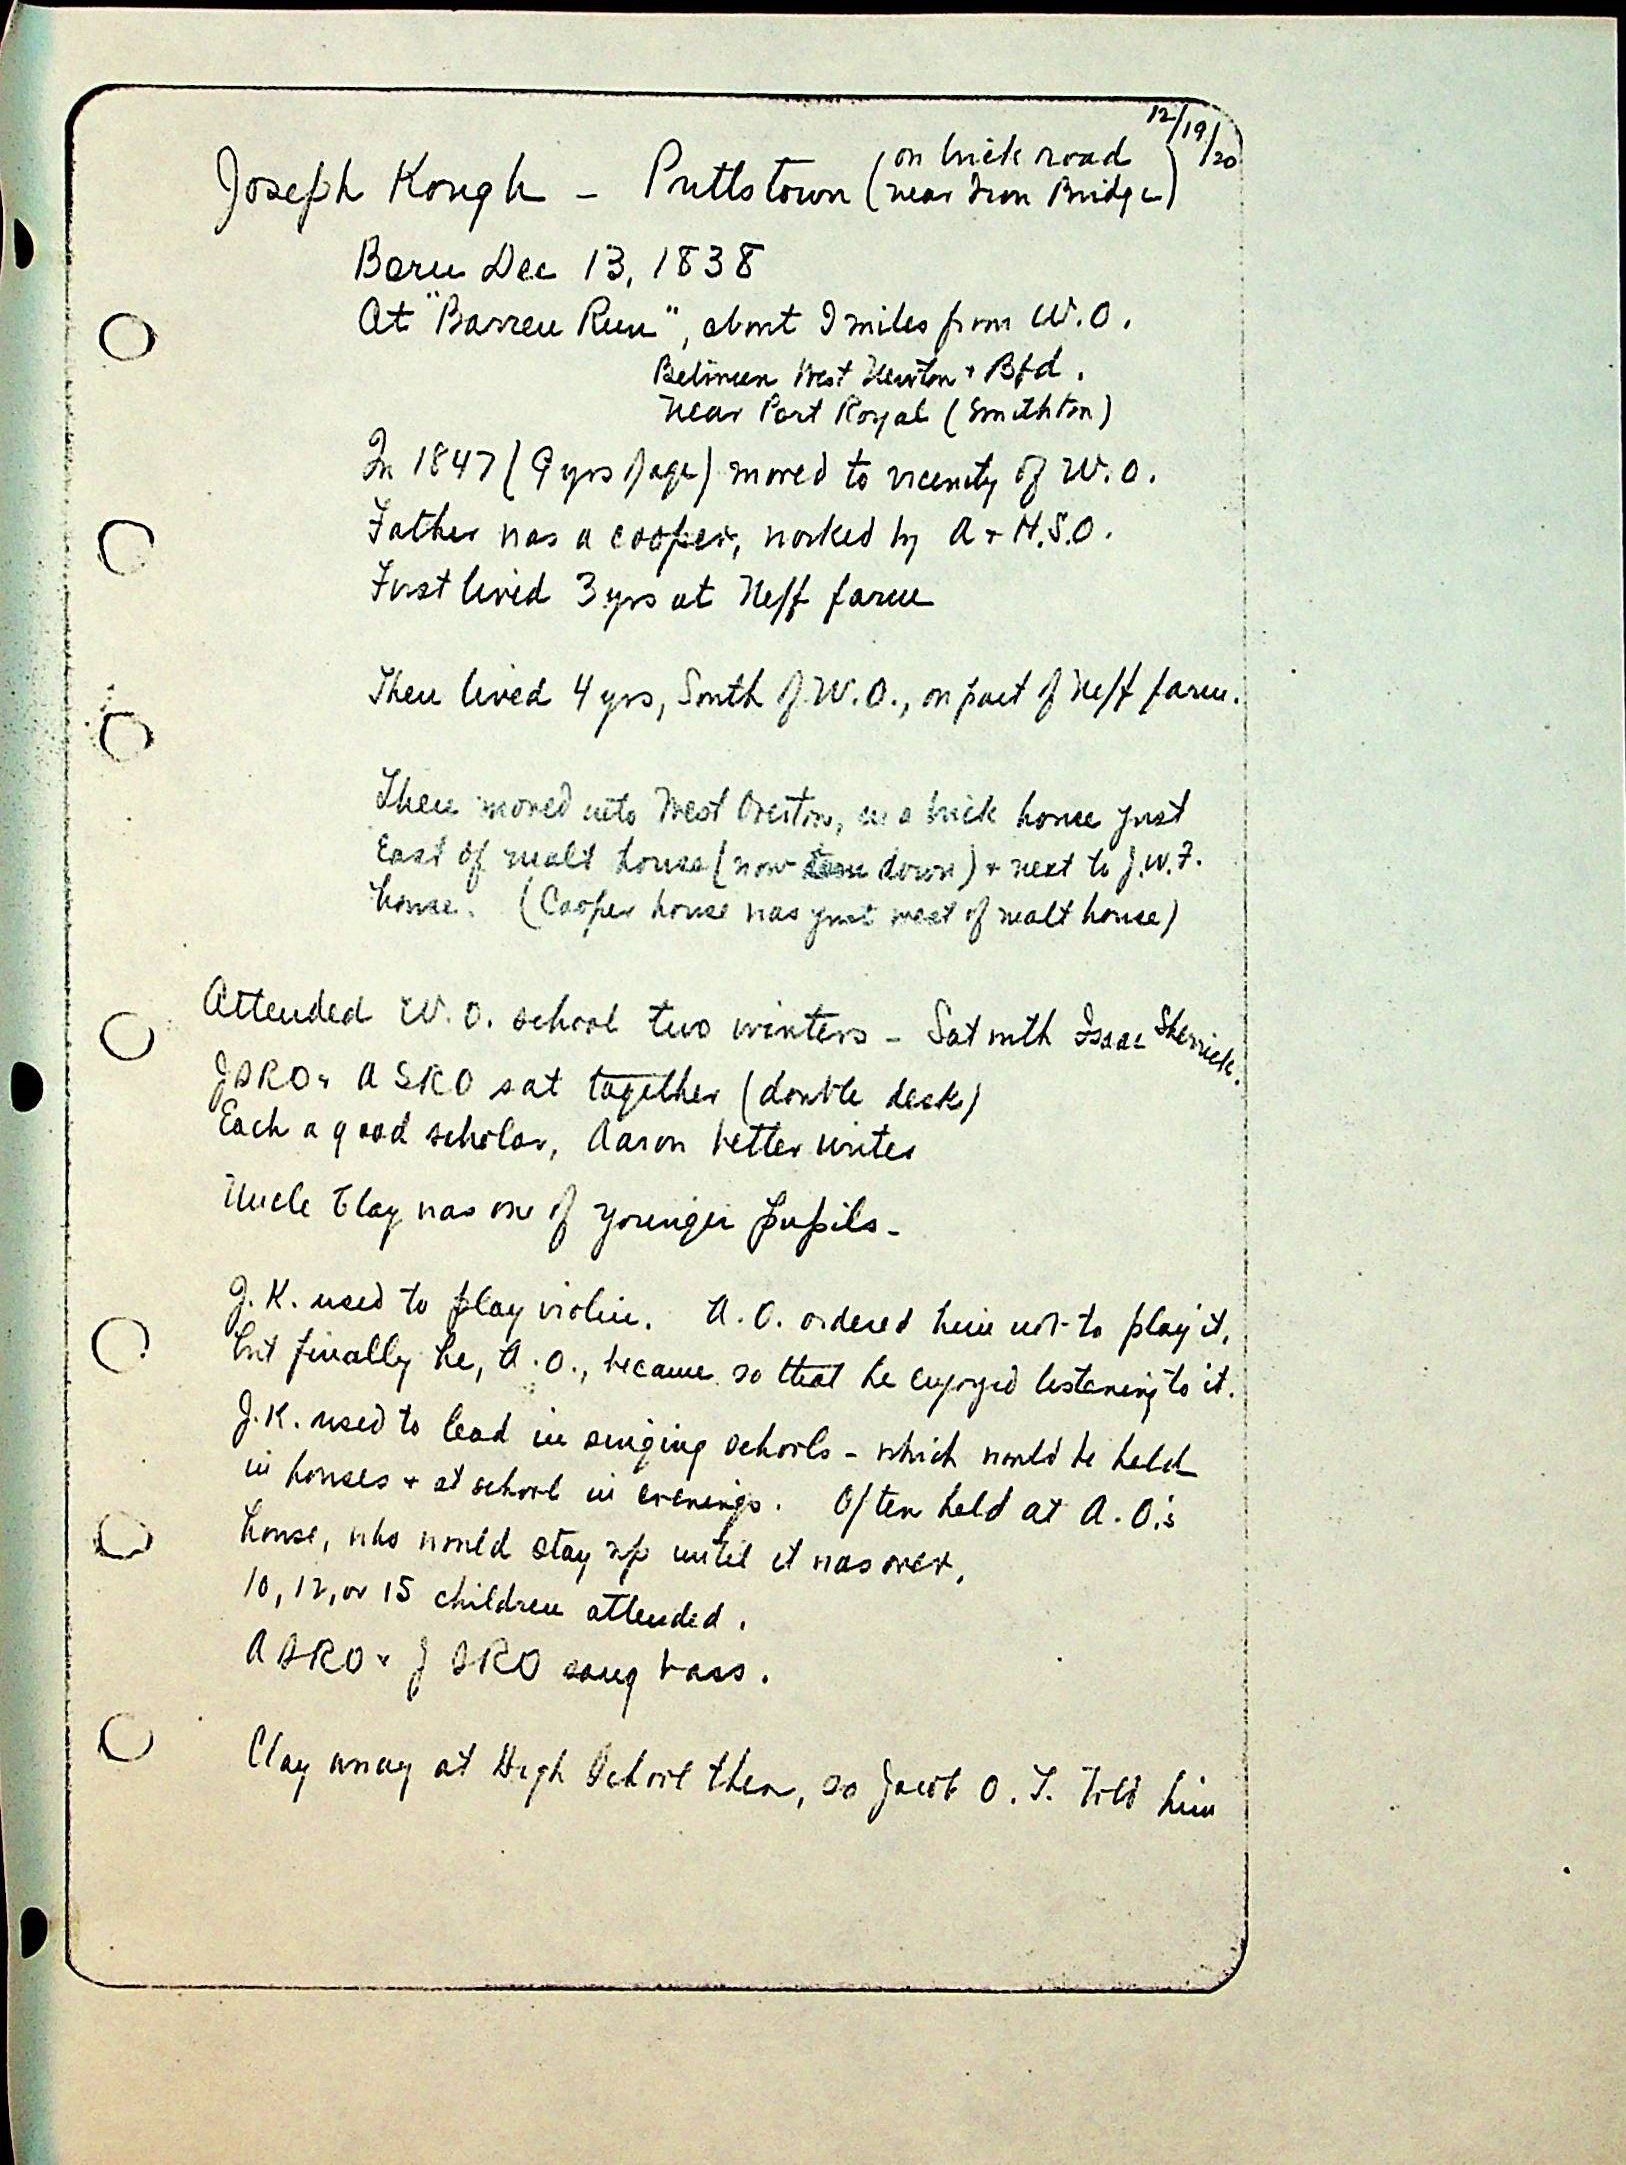 12/19/20
Joseph Kough - Pruttstown (on brick road
near Iron Bridge)
Born Dec 13, 1838
At "Barren Run", about 9 miles from W.O.
Between West Newton + Bfd.
Near Port Royal (Smithton)
In 1847 (9 yrs of age) moved to vicinity of W.O.
Father was a cooper, worked by A + H.S.O.
First lived 3 yrs at Neff farm
Then lived 4 yrs, South of W.O., on part of Neff farm.
Then moved into West Overton, in a brick house just
East of malt house (now torn down) + next to J.W.F.
house. (Cooper house was just west of malt house)
Attended W.O. school two winters - Sat with Isaac Sherrick.
JSRO + ASRO sat together (double desk)
Each a good scholar, Aaron better writer
Uncle Clay was one of younger pupils -
J.K. used to play violin. A.O. ordered him not to play it,
but finally he, A.O., became so that he enjoyed listening to it.
J.K. used to lead in singing schools - which would be held
in houses + at school in evenings. Often held at A.O.'s
house, who would stay up until it was over.
10, 12, or 15 children attended.
ASRO + JSRO sang bass.
Clay away at High School then, so Jacob O.T. told him